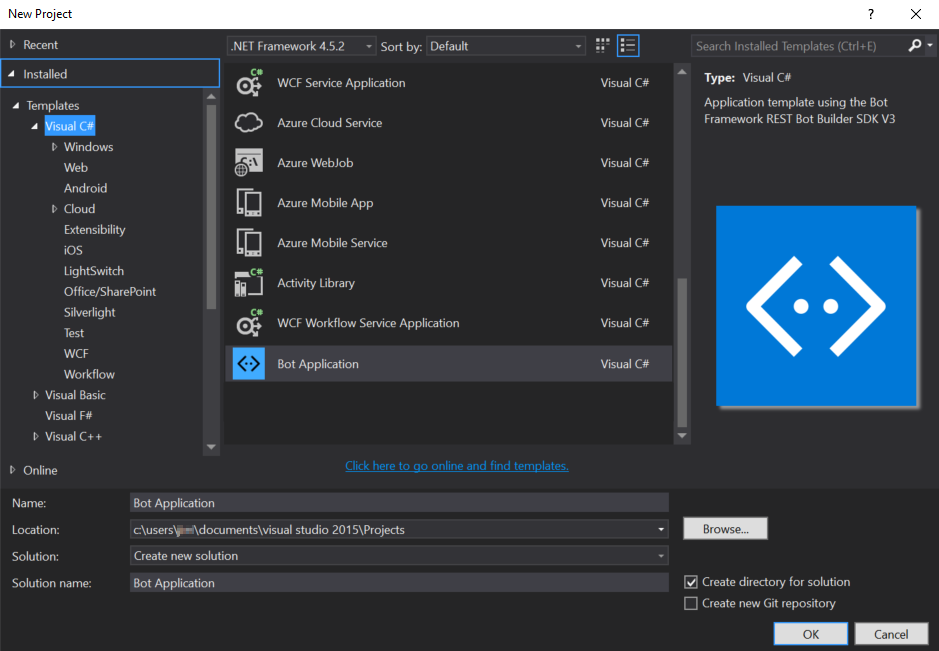 New Project
Recent
Installed
Templates
Visual C#
Windows
Web
Android
Cloud
Extensibility
iOS
LightSwitch
Office/SharePoint
Silverlight
Test
WCF
Workflow
Visual Basic
Visual F#
Visual C++
Online
.NET Framework 4.5.2 Sort by: Default
WCF Service Application Visual C#
Azure Cloud Service Visual C#
Azure WebJob Visual C#
Azure Mobile App Visual C#
Azure Mobile Service Visual C#
Activity Library Visual C#
WCF Workflow Service Application Visual C#
Bot Application Visual C#
Click here to go online and find templates.
Search Installed Templates (Ctrl+E)
Type: Visual C#
Application template using the Bot
Framework REST Bot Builder SDK V3
Name: Bot Application
Location: c:\users\ \documents\visual studio 2015\Projects Browse...
Solution: Create new solution
Solution name: Bot Application
Create directory for solution
Create new Git repository
OK Cancel